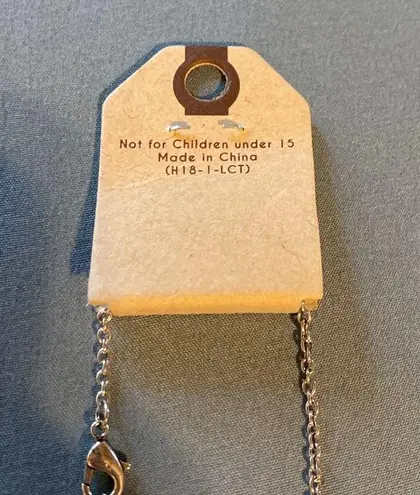 Not for Children under 15
Made in China
(H18-1-LCT)